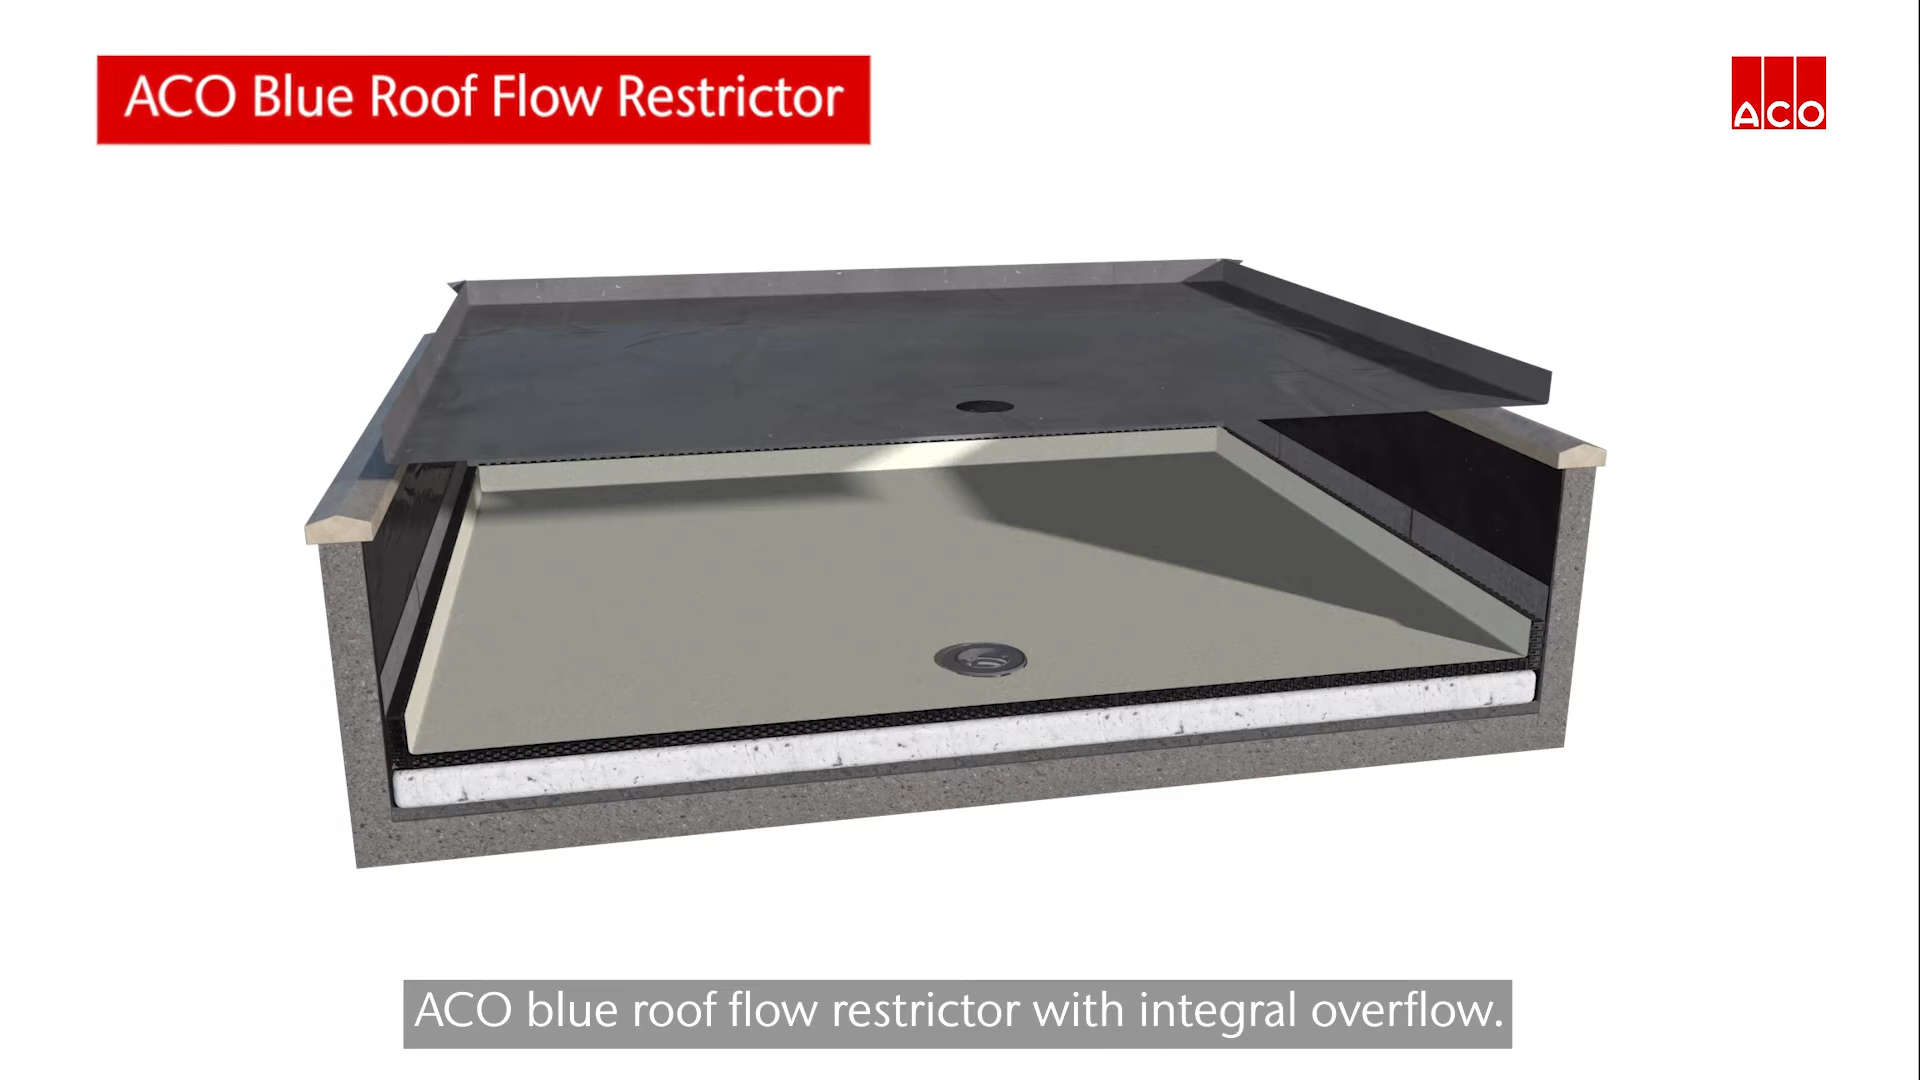 ACO Blue Roof Flow Restrictor
ACO
ACO blue roof flow restrictor with integral overflow.